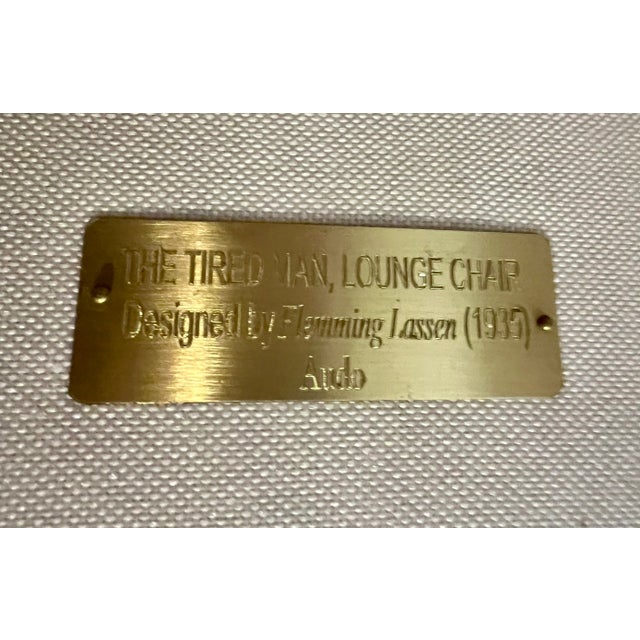 THE TIRED MAN, LOUNGE CHAIR
Designed by Flemming Lassen (1935)
Audo